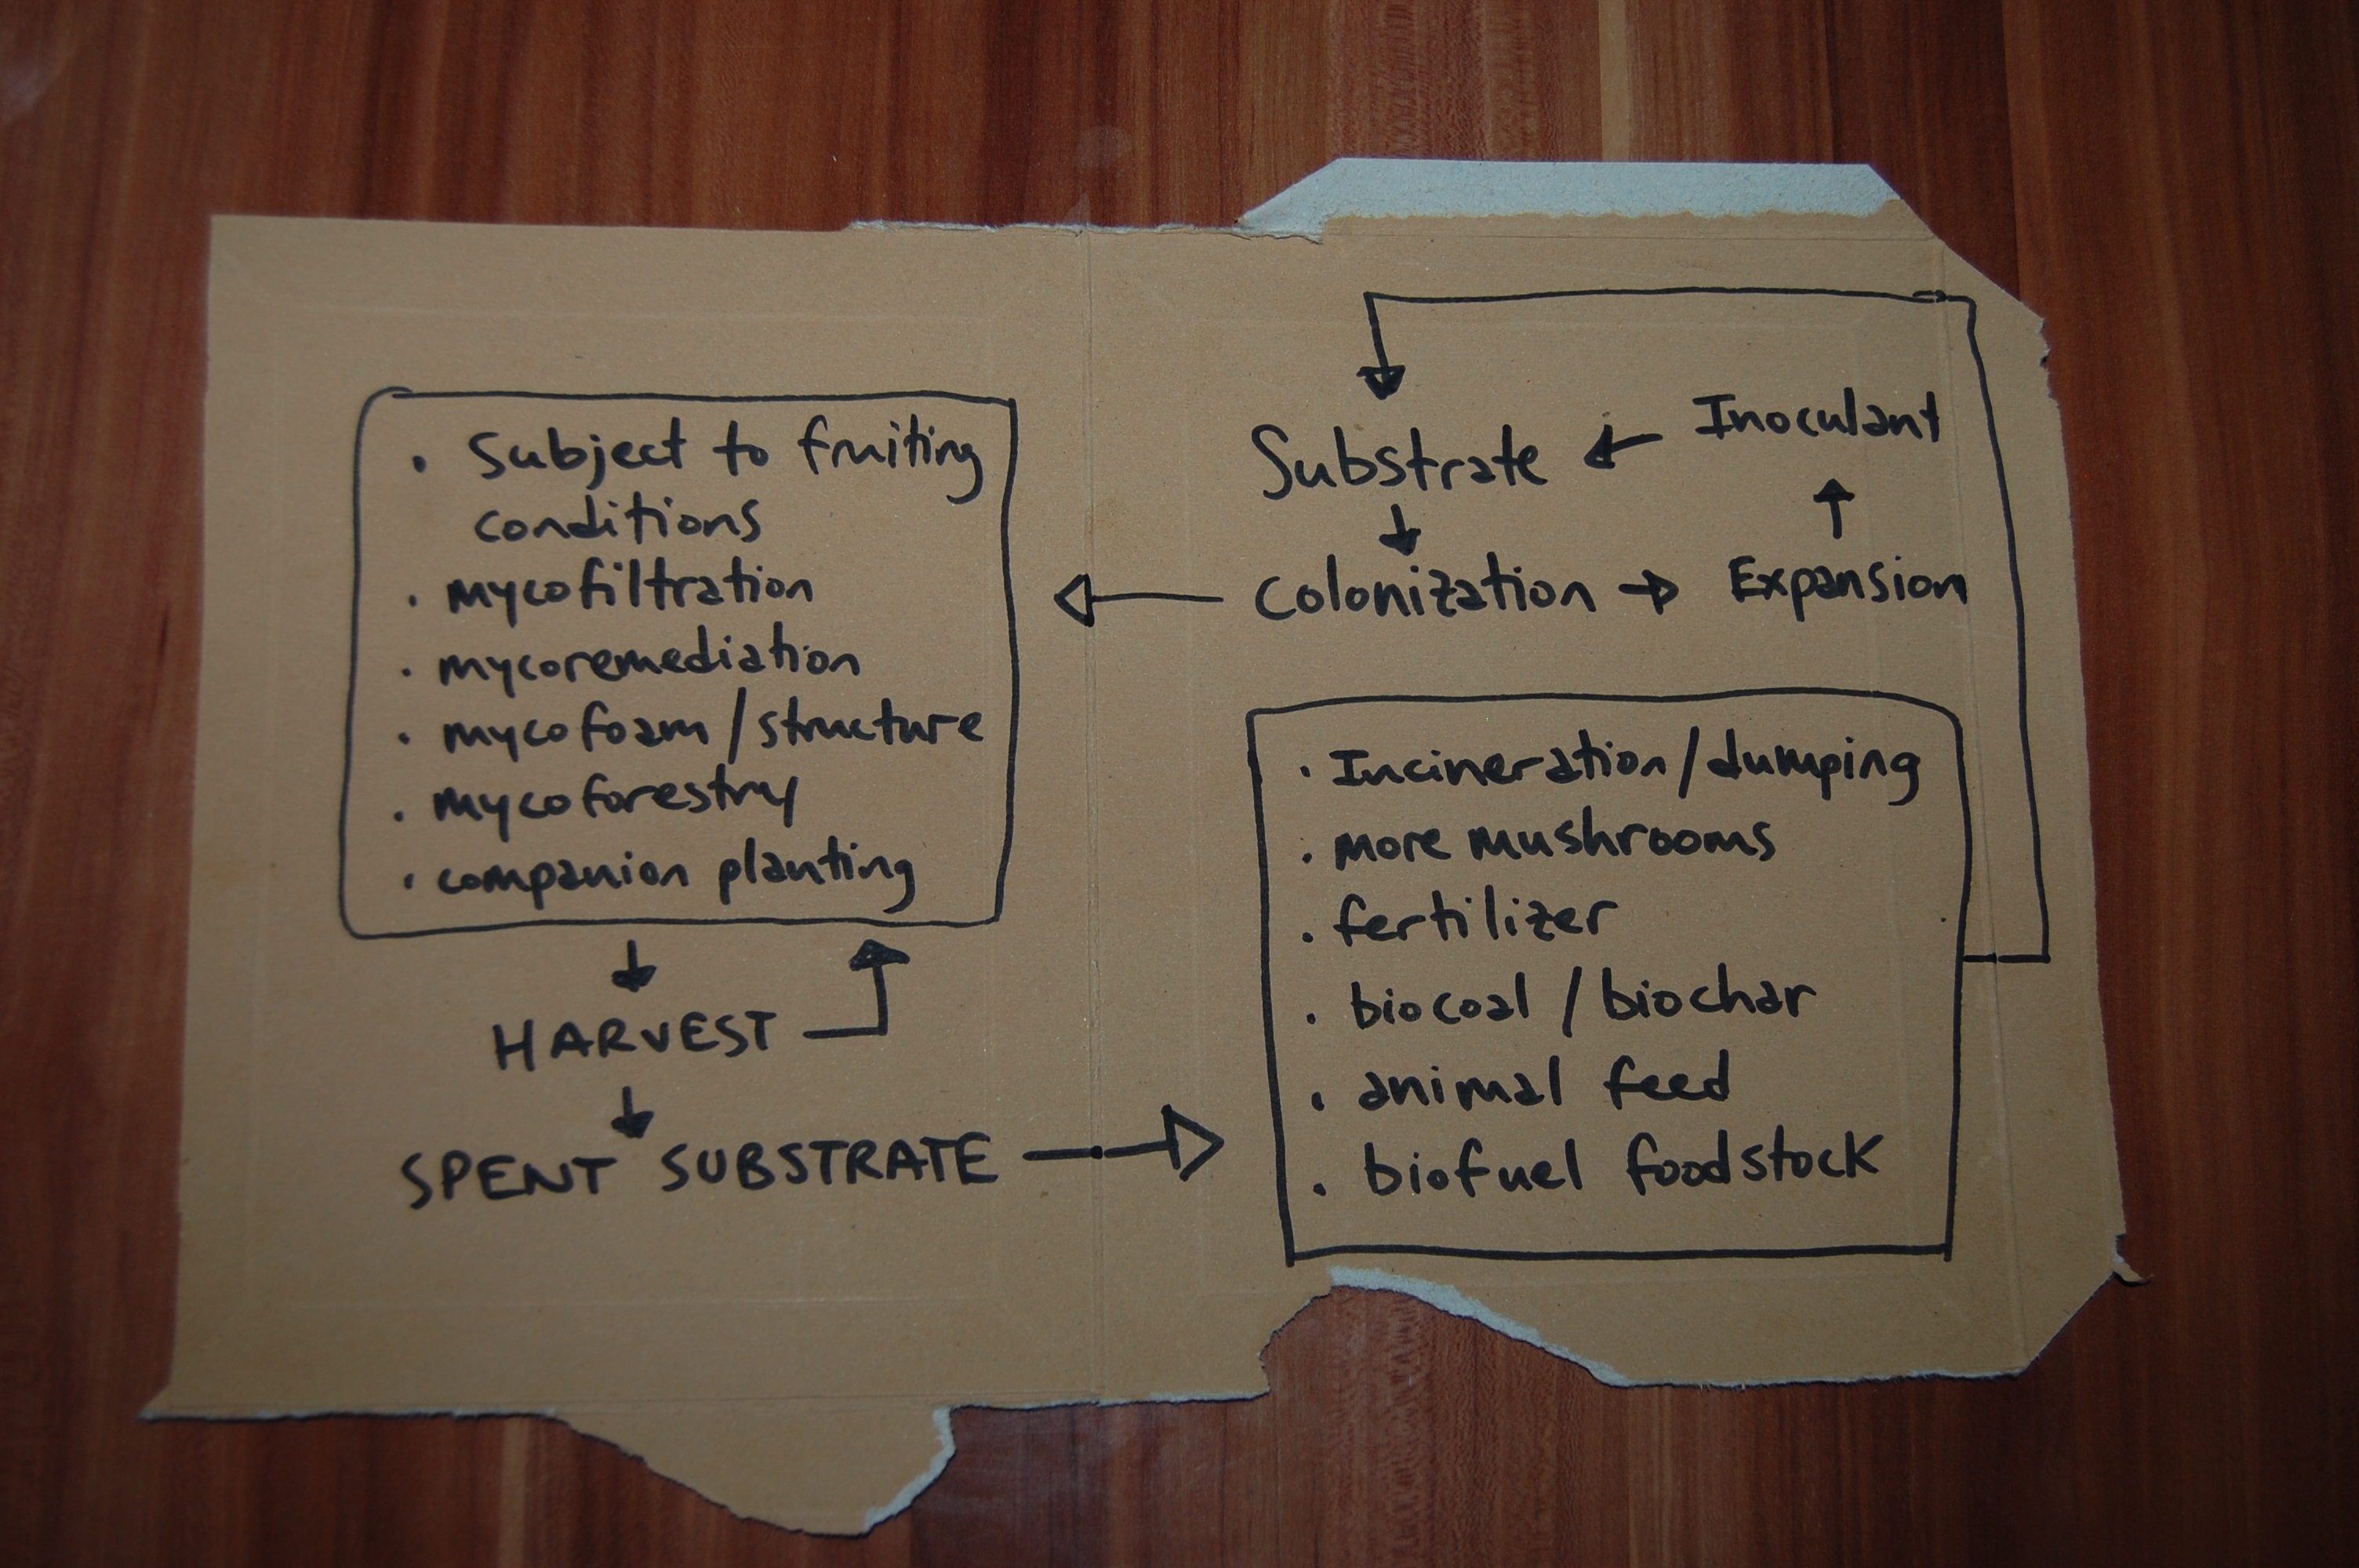 • Subject to fruiting
conditions
• mycofiltration
• mycoremediation
• mycofoam / structure
• mycoforestry
• companion planting
HARVEST
SPENT SUBSTRATE
Substrate
Inoculant
Colonization
Expansion
• Incineration / dumping
• more mushrooms
• fertilizer
• biocoal / biochar
• animal feed
• biofuel foodstock